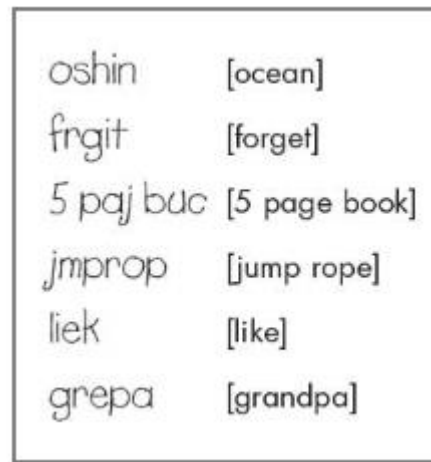 oshin [ocean]
frgit [forget]
5 paj buc [5 page book]
jmprop [jump rope]
liek [like]
grepa [grandpa]